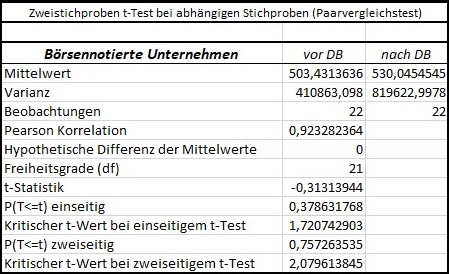 Zweistichproben t-Test bei abhängigen Stichproben (Paarvergleichstest)
Börsennotierte Unternehmen vor DB nach DB
Mittelwert 503,4313636 530,0454545
Varianz 410863,098 819622,9978
Beobachtungen 22 22
Pearson Korrelation 0,923282364
Hypothetische Differenz der Mittelwerte 0
Freiheitsgrade (df) 21
t-Statistik -0,31313944
P(T<=t) einseitig 0,378631768
Kritischer t-Wert bei einseitigem t-Test 1,720742903
P(T<=t) zweiseitig 0,757263535
Kritischer t-Wert bei zweiseitigem t-Test 2,079613845